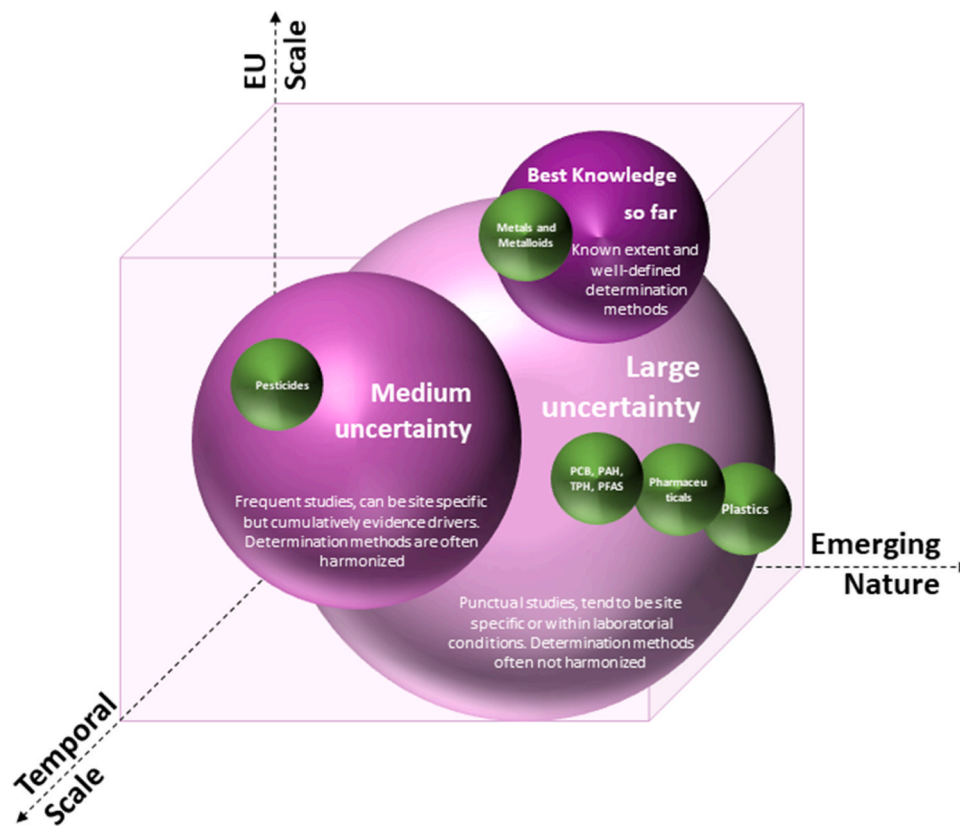 EU
Scale
Best Knowledge
so far
Metals and
Metalloids
Known extent and
well-defined
determination
methods
Large
uncertainty
Pesticides
Medium
uncertainty
PCB, PAH,
TPH, PFAS
Pharmaceu
ticals
Plastics
Frequent studies, can be site specific
but cumulatively evidence drivers.
Determination methods are often
harmonized
Emerging
Nature
Punctual studies, tend to be site
specific or within laboratorial
conditions. Determination methods
often not harmonized
Temporal
Scale